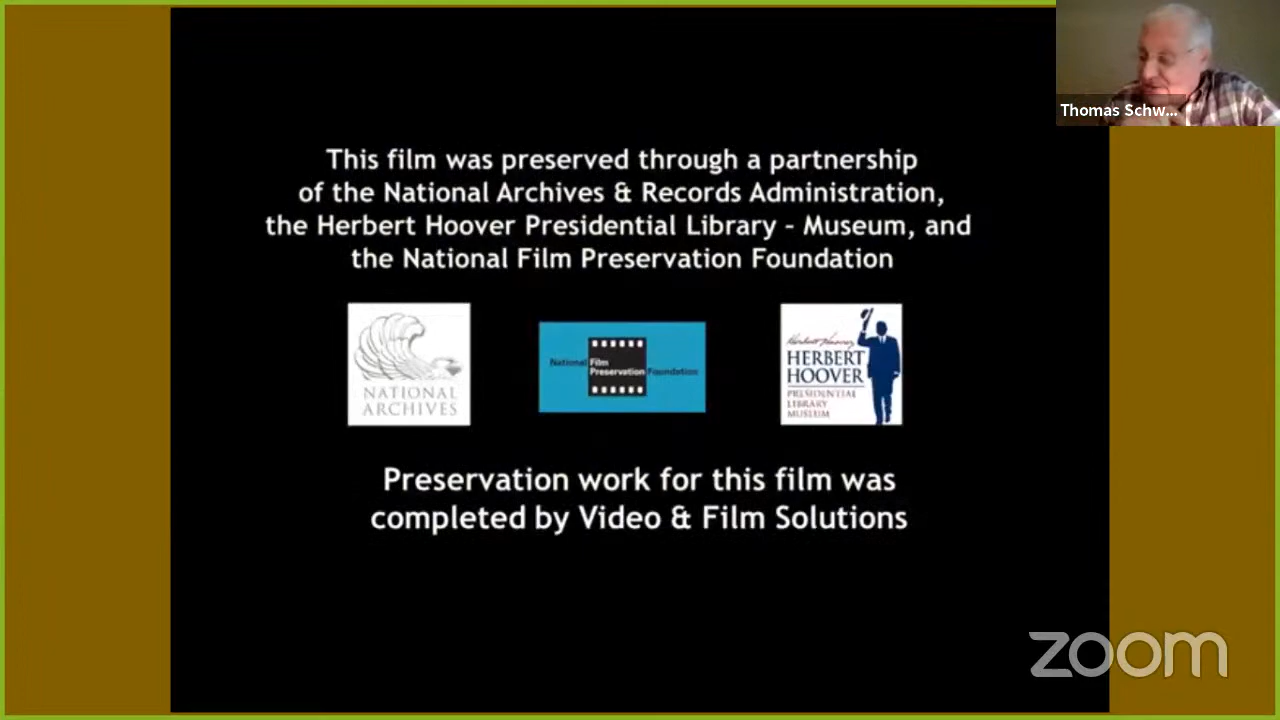 Thomas Schw...
This film was preserved through a partnership
of the National Archives & Records Administration,
the Herbert Hoover Presidential Library – Museum, and
the National Film Preservation Foundation
NATIONAL
ARCHIVES
National Film
Preservation Foundation
Herbert Hoover
HERBERT
HOOVER
PRESIDENTIAL
LIBRARY
MUSEUM
Preservation work for this film was
completed by Video & Film Solutions
zoom